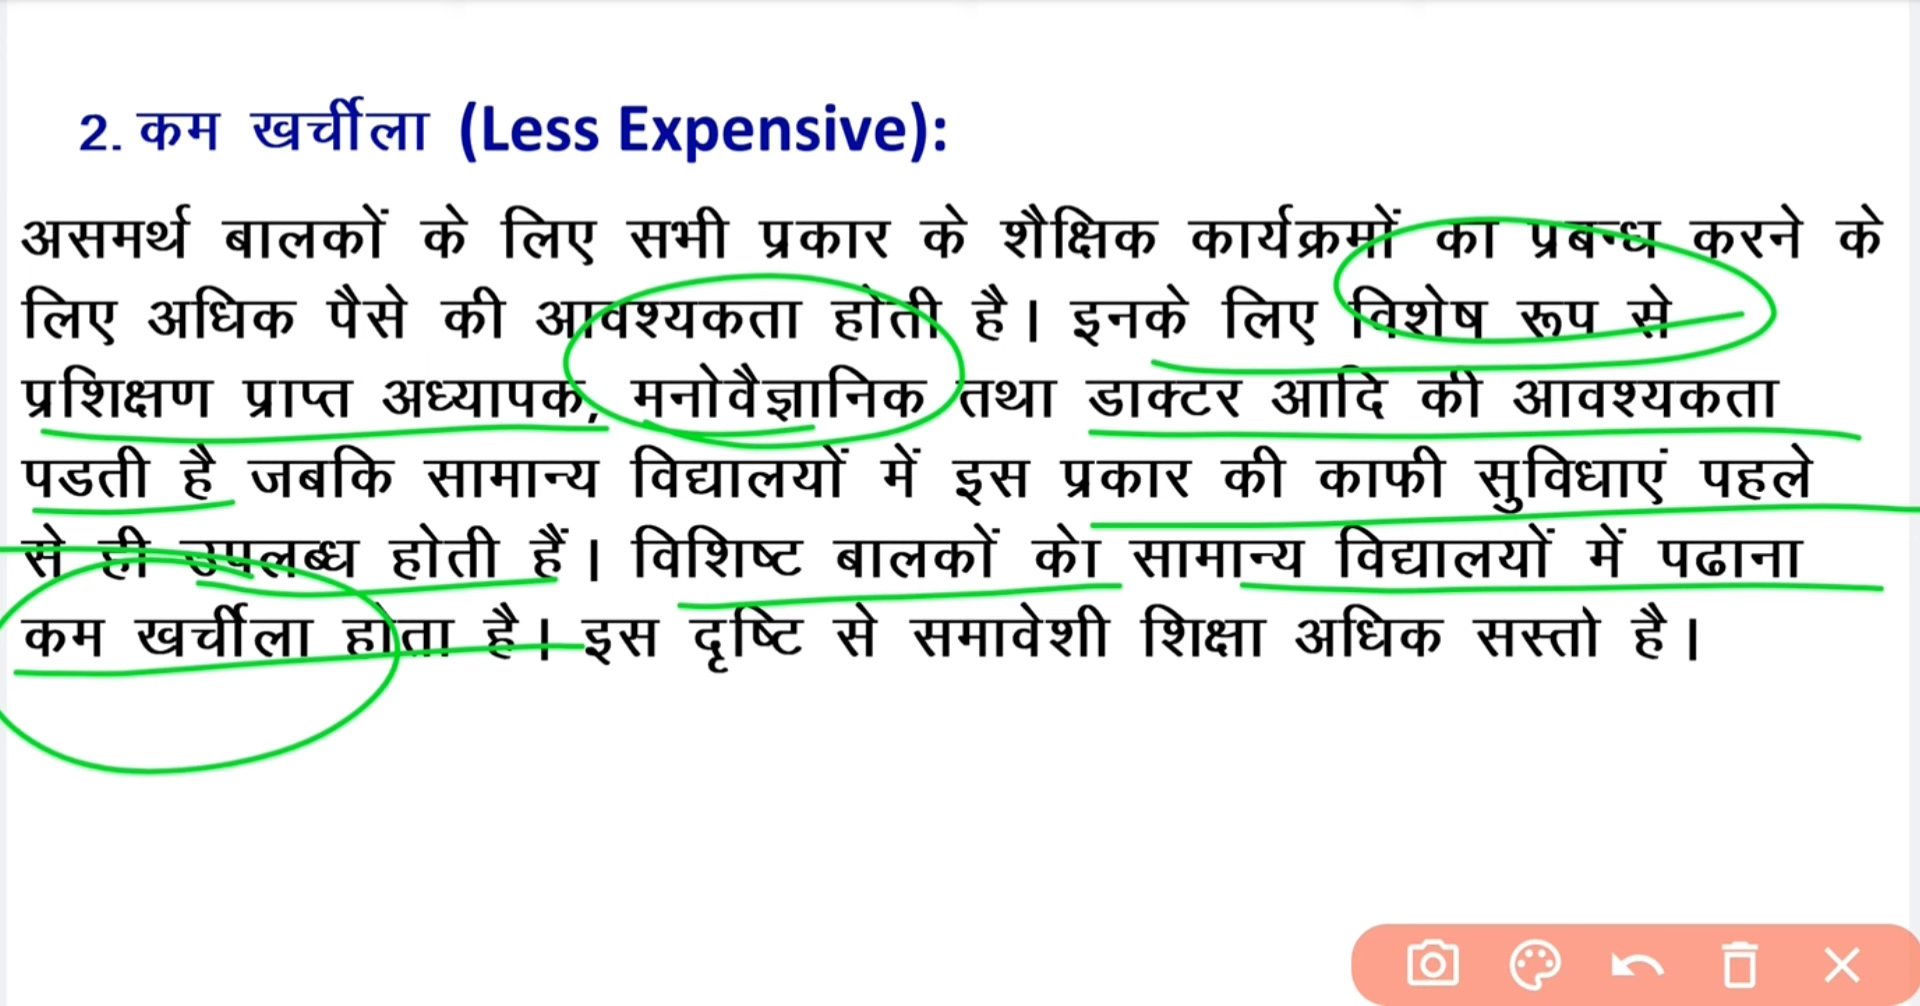 2. कम खर्चीला (Less Expensive):
असमर्थ बालकों के लिए सभी प्रकार के शैक्षिक कार्यक्रमों का प्रबन्ध करने के
लिए अधिक पैसे की आवश्यकता होती है। इनके लिए विशेष रूप से
प्रशिक्षण प्राप्त अध्यापक, मनोवैज्ञानिक तथा डाक्टर आदि की आवश्यकता
पडती है जबकि सामान्य विद्यालयों में इस प्रकार की काफी सुविधाएं पहले
से ही उपलब्ध होती हैं। विशिष्ट बालकों को सामान्य विद्यालयों में पढाना
कम खर्चीला होता है। इस दृष्टि से समावेशी शिक्षा अधिक सस्तो है।